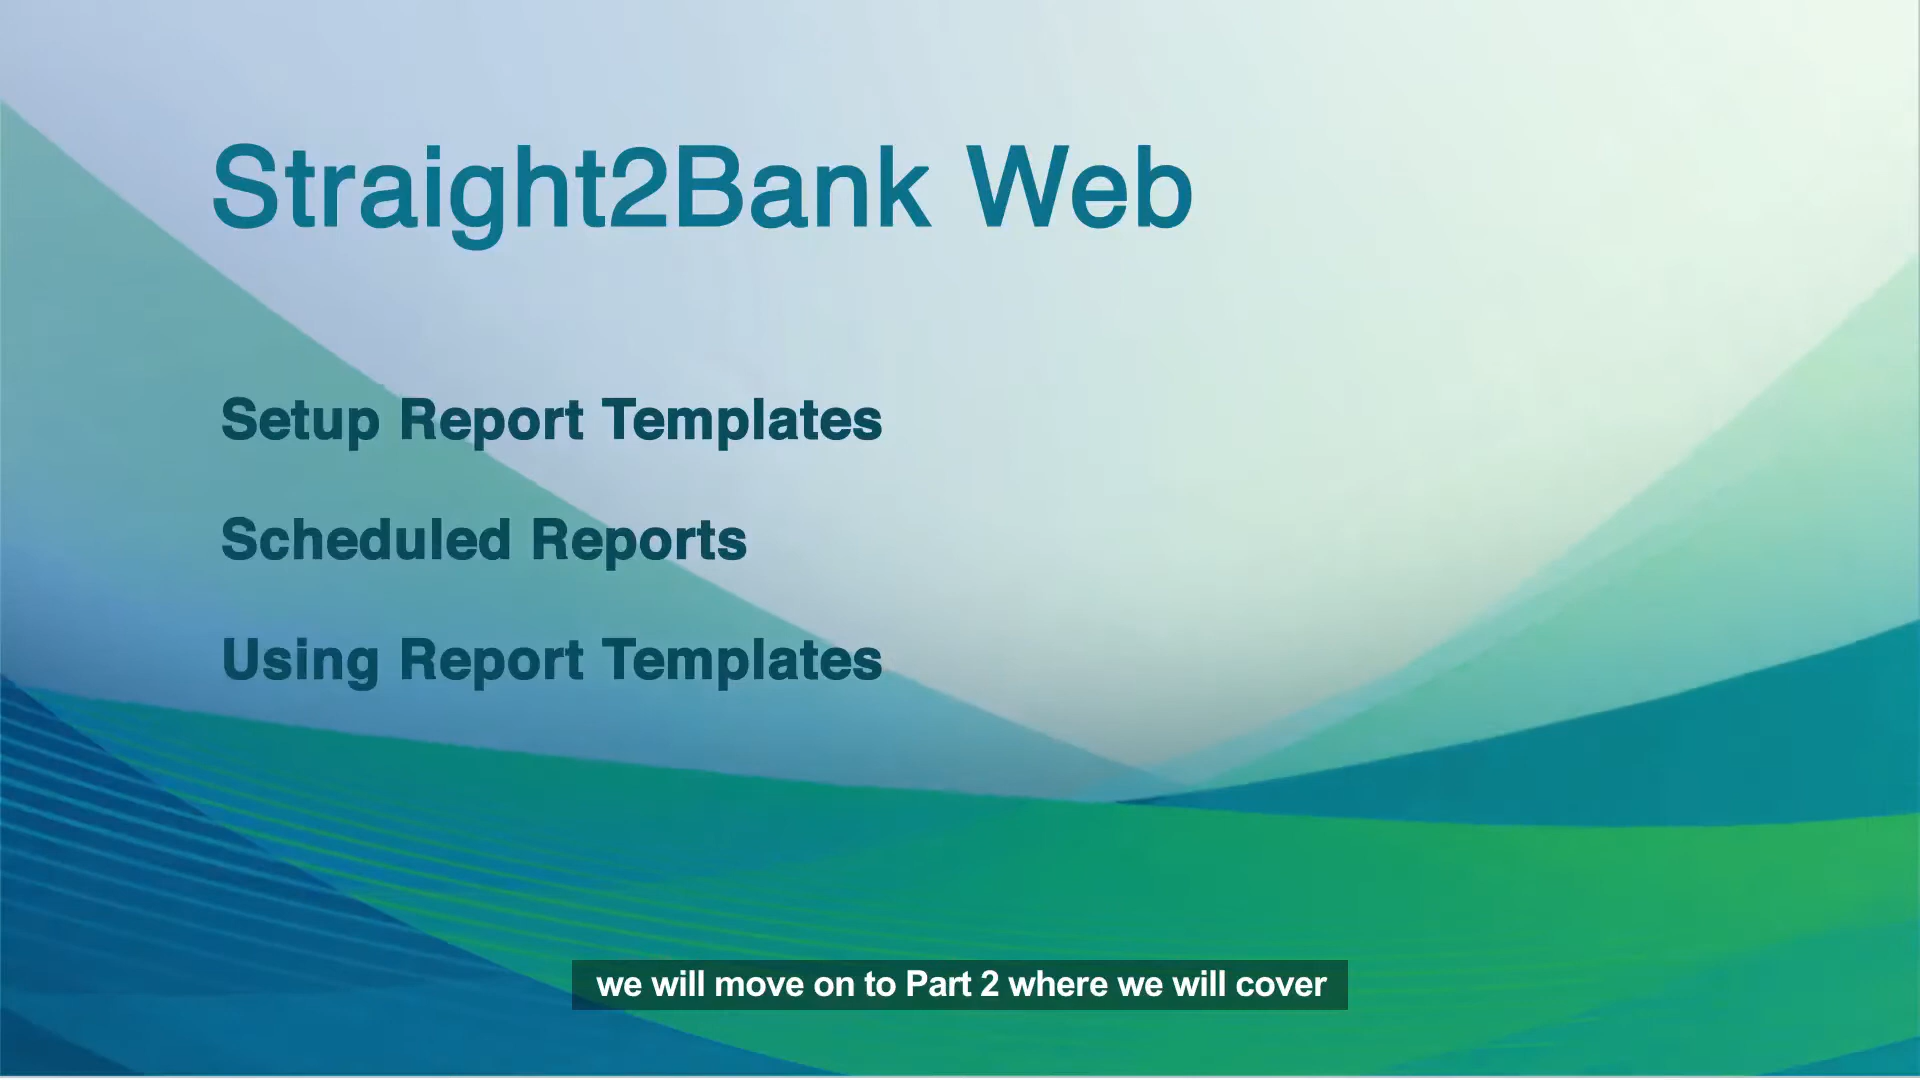 Straight2Bank Web
Setup Report Templates
Scheduled Reports
Using Report Templates
we will move on to Part 2 where we will cover